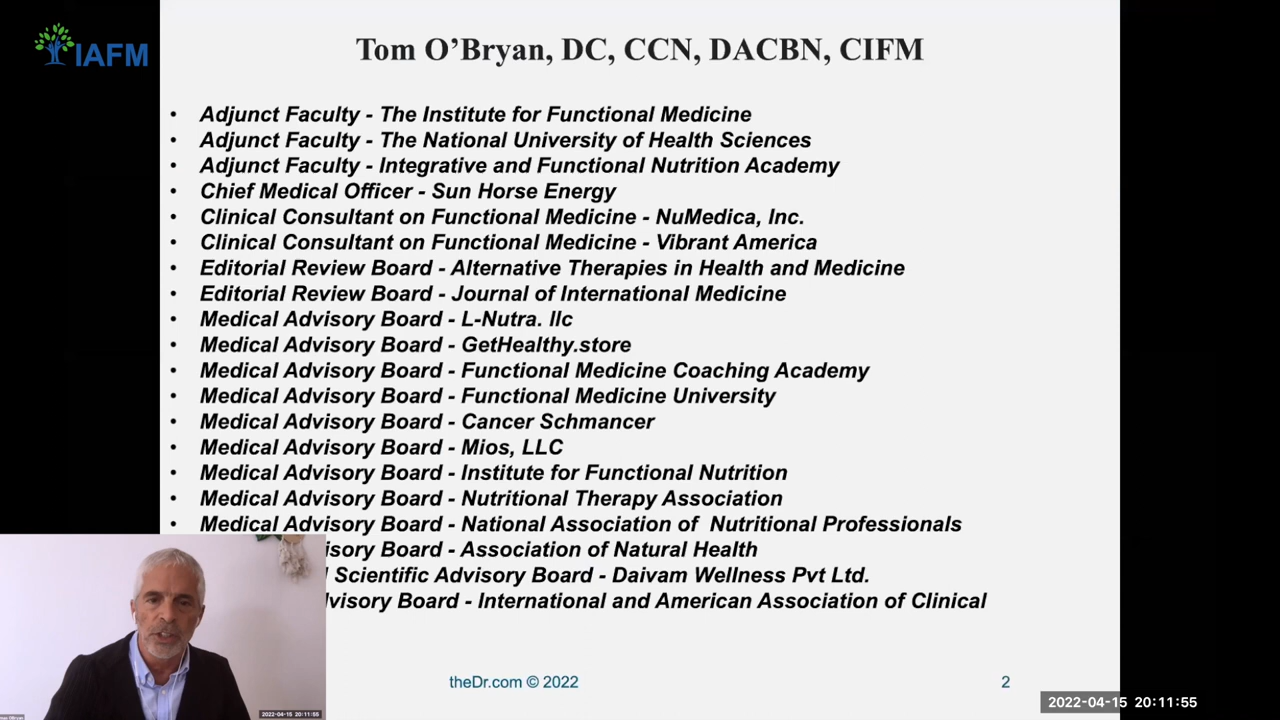 IAFM
Tom O’Bryan, DC, CCN, DACBN, CIFM
• Adjunct Faculty - The Institute for Functional Medicine
• Adjunct Faculty - The National University of Health Sciences
• Adjunct Faculty - Integrative and Functional Nutrition Academy
• Chief Medical Officer - Sun Horse Energy
• Clinical Consultant on Functional Medicine - NuMedica, Inc.
• Clinical Consultant on Functional Medicine - Vibrant America
• Editorial Review Board - Alternative Therapies in Health and Medicine
• Editorial Review Board - Journal of International Medicine
• Medical Advisory Board - L-Nutra. llc
• Medical Advisory Board - GetHealthy.store
• Medical Advisory Board - Functional Medicine Coaching Academy
• Medical Advisory Board - Functional Medicine University
• Medical Advisory Board - Cancer Schmancer
• Medical Advisory Board - Mios, LLC
• Medical Advisory Board - Institute for Functional Nutrition
• Medical Advisory Board - Nutritional Therapy Association
• Medical Advisory Board - National Association of Nutritional Professionals
Board - Association of Natural Health
Scientific Advisory Board - Daivam Wellness Pvt Ltd.
Board - International and American Association of Clinical
theDr.com © 2022
2
2022-04-15 20:11:55
2022-04-15 20:11:55